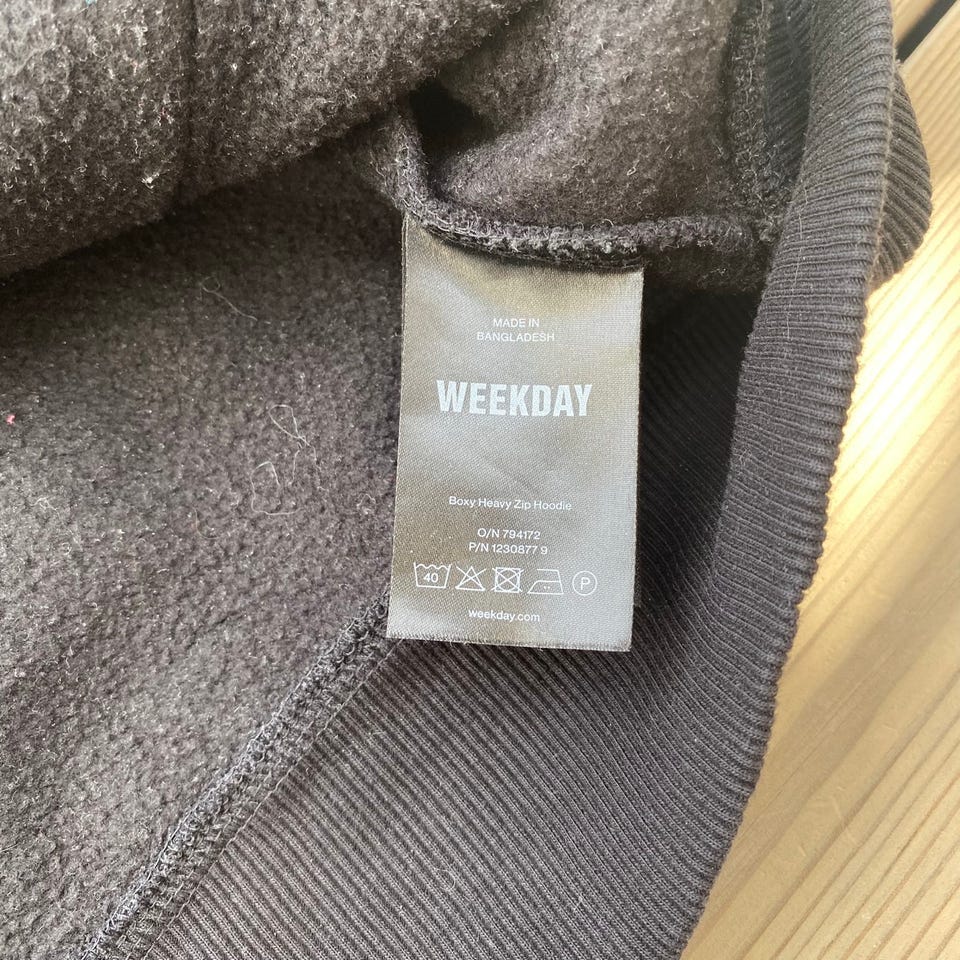 MADE IN
BANGLADESH
WEEKDAY
Boxy Heavy Zip Hoodie
O/N 794172
P/N 1230877 9
40 P
weekday.com